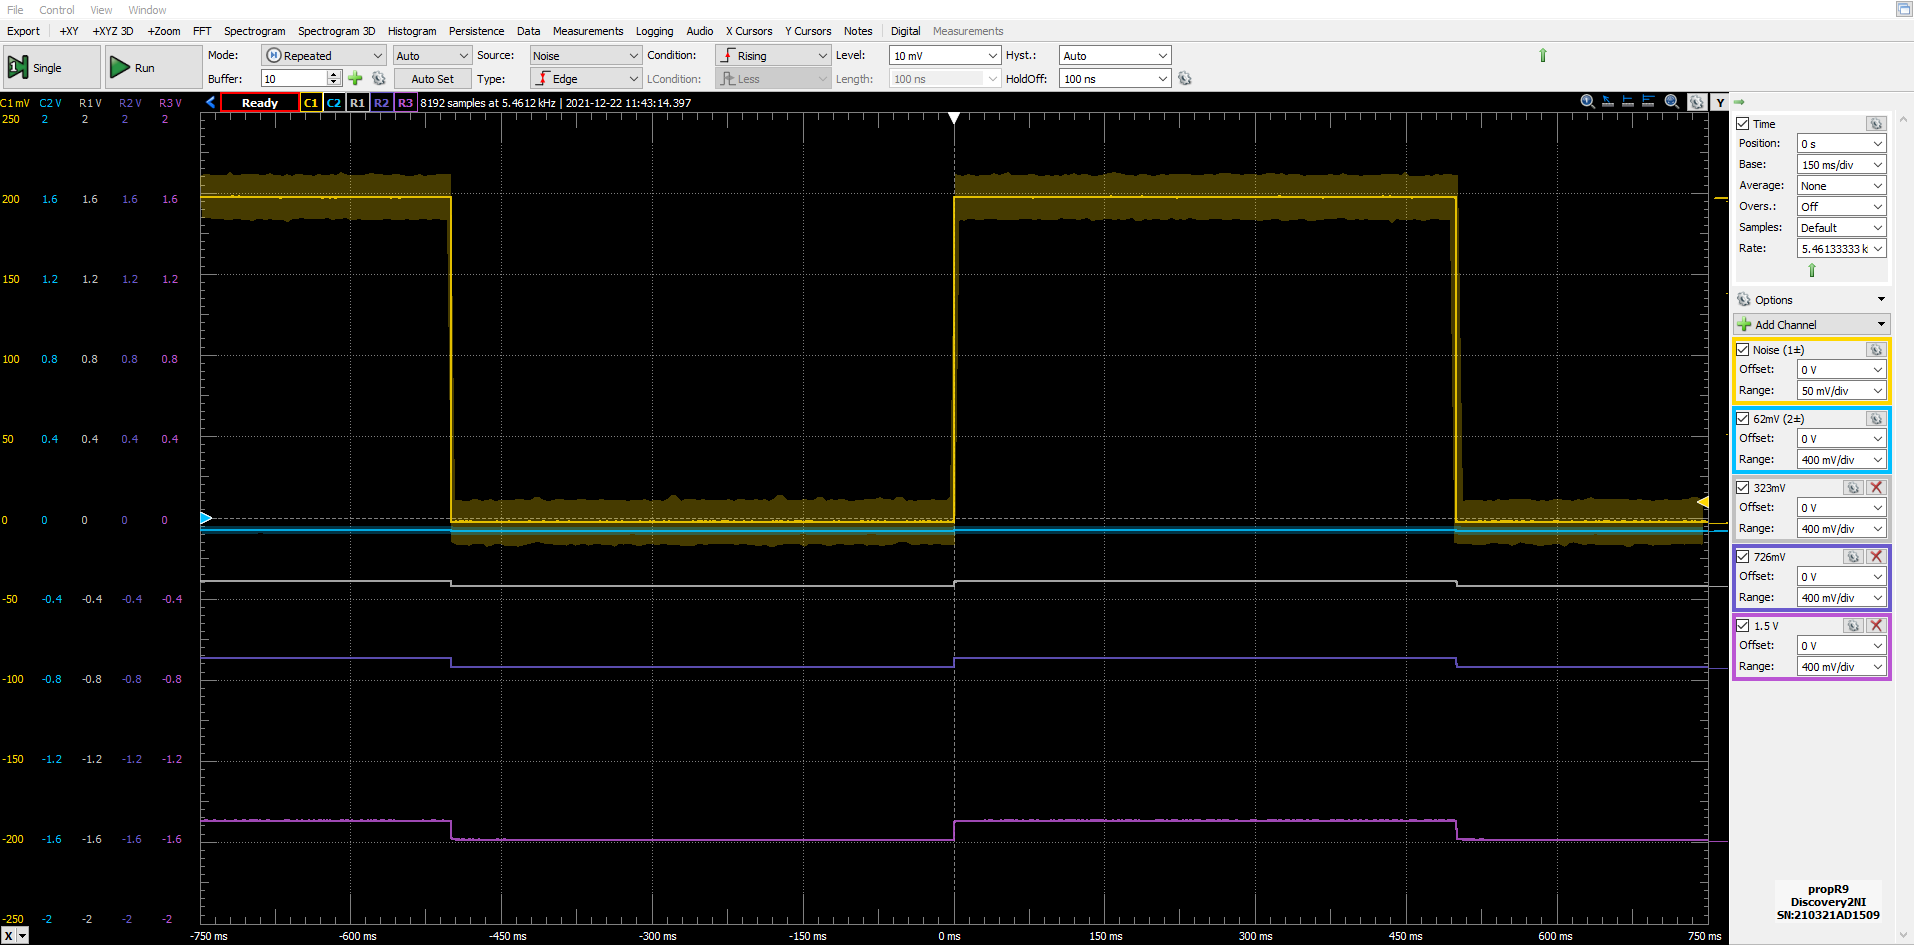 File Control View Window
Export +XY +XYZ 3D +Zoom FFT Spectrogram Spectrogram 3D Histogram Persistence Data Measurements Logging Audio X Cursors Y Cursors Notes Digital Measurements
Single Run Mode: Repeated Auto Source: Noise Condition: Rising Level: 10 mV Hyst.: Auto
Buffer: 10 Auto Set Type: Edge LCondition: Less Length: 100 ns HoldOff: 100 ns
C1 mV C2 V R1 V R2 V R3 V Ready C1 C2 R1 R2 R3 8192 samples at 5.4612 kHz | 2021-12-22 11:43:14.397 Y
250 2 2 2 2
200 1.6 1.6 1.6 1.6
150 1.2 1.2 1.2 1.2
100 0.8 0.8 0.8 0.8
50 0.4 0.4 0.4 0.4
0 0 0 0 0
-50 -0.4 -0.4 -0.4 -0.4
-100 -0.8 -0.8 -0.8 -0.8
-150 -1.2 -1.2 -1.2 -1.2
-200 -1.6 -1.6 -1.6 -1.6
-250 -2 -2 -2 -2
X -750 ms -600 ms -450 ms -300 ms -150 ms 0 ms 150 ms 300 ms 450 ms 600 ms 750 ms
Time
Position: 0 s
Base: 150 ms/div
Average: None
Overs.: Off
Samples: Default
Rate: 5.46133333 k
Options
Add Channel
Noise (1±)
Offset: 0 V
Range: 50 mV/div
62mV (2±)
Offset: 0 V
Range: 400 mV/div
323mV
Offset: 0 V
Range: 400 mV/div
726mV
Offset: 0 V
Range: 400 mV/div
1.5 V
Offset: 0 V
Range: 400 mV/div
propR9
Discovery2NI
SN:210321AD1509